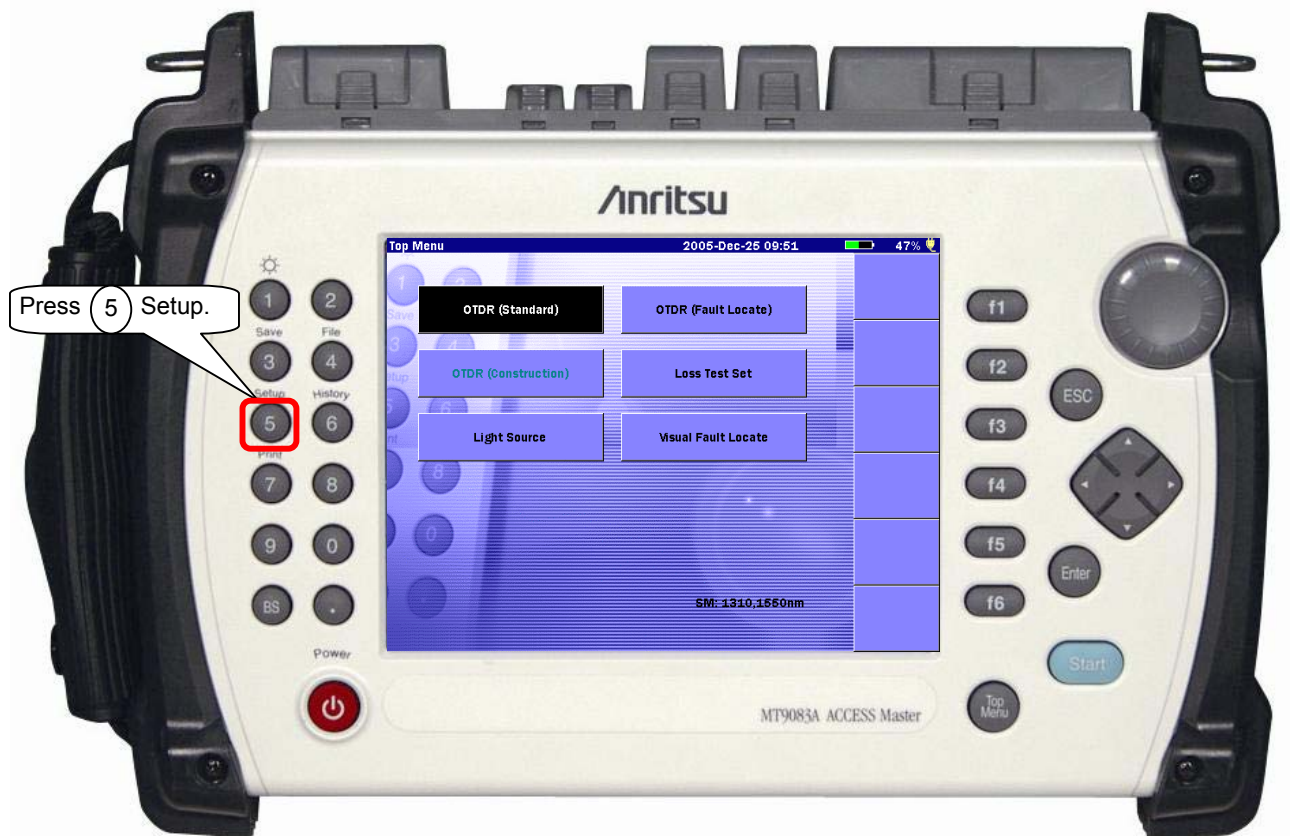 Anritsu
Top Menu 2005-Dec-25 09:51 47%
OTDR (Standard) OTDR (Fault Locate)
OTDR (Construction) Loss Test Set
Light Source Visual Fault Locate
SM: 1310,1550nm
Press 5 Setup.
1 2
Save File
3 4
Setup History
5 6
Print
7 8
9 0
BS .
Power
f1
f2
f3
f4
f5
f6
ESC
Enter
Start
Top
Menu
MT9083A ACCESS Master